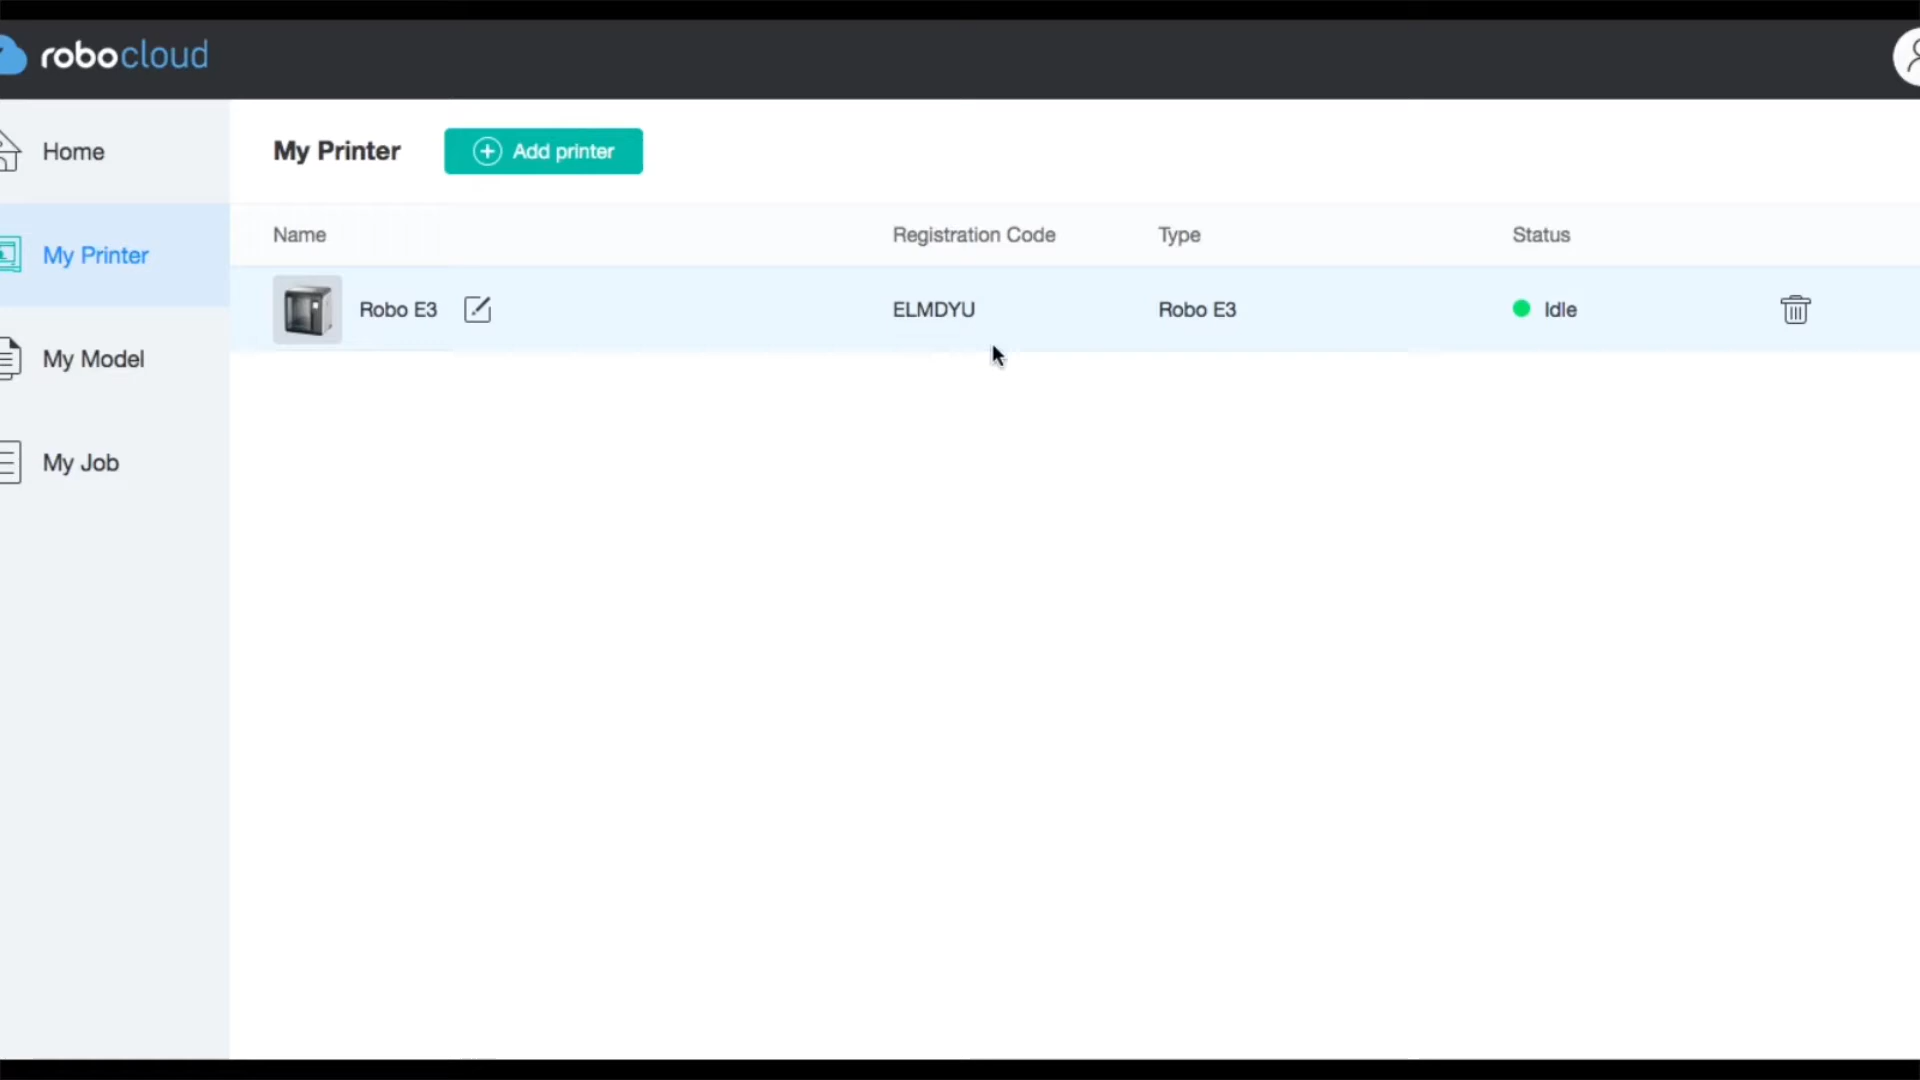 robocloud
Home
My Printer
My Model
My Job
My Printer
Add printer
Name Registration Code Type Status
Robo E3 ELMDYU Robo E3 Idle